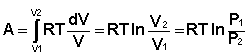 A = ∫_{V1}^{V2} RT dV/V = RT ln V₂/V₁ = RT ln P₁/P₂